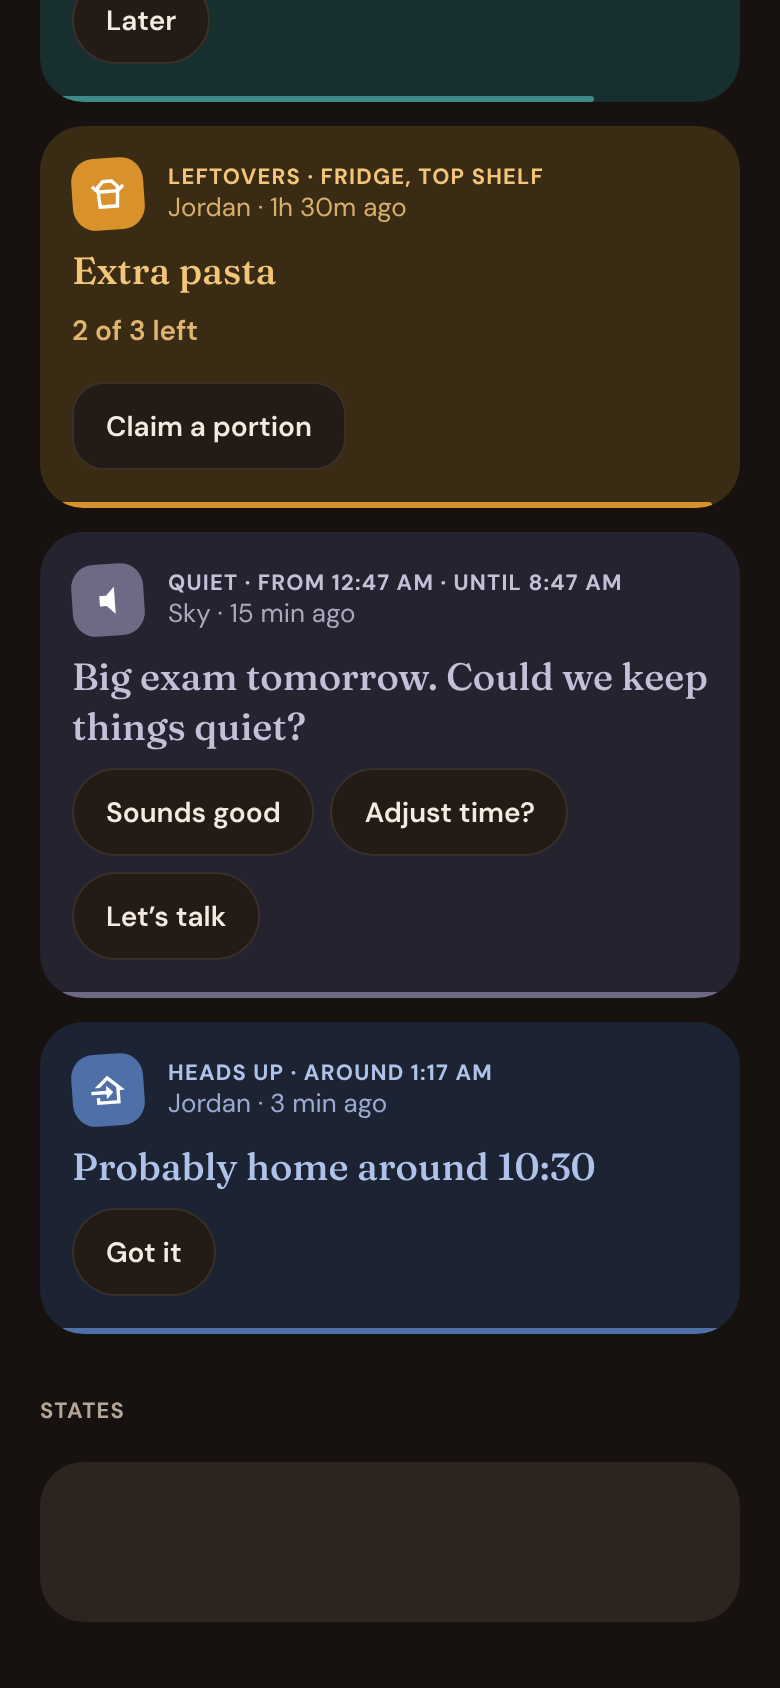 Later
LEFTOVERS · FRIDGE, TOP SHELF
Jordan · 1h 30m ago
Extra pasta
2 of 3 left
Claim a portion
QUIET · FROM 12:47 AM · UNTIL 8:47 AM
Sky · 15 min ago
Big exam tomorrow. Could we keep
things quiet?
Sounds good
Adjust time?
Let’s talk
HEADS UP · AROUND 1:17 AM
Jordan · 3 min ago
Probably home around 10:30
Got it
STATES